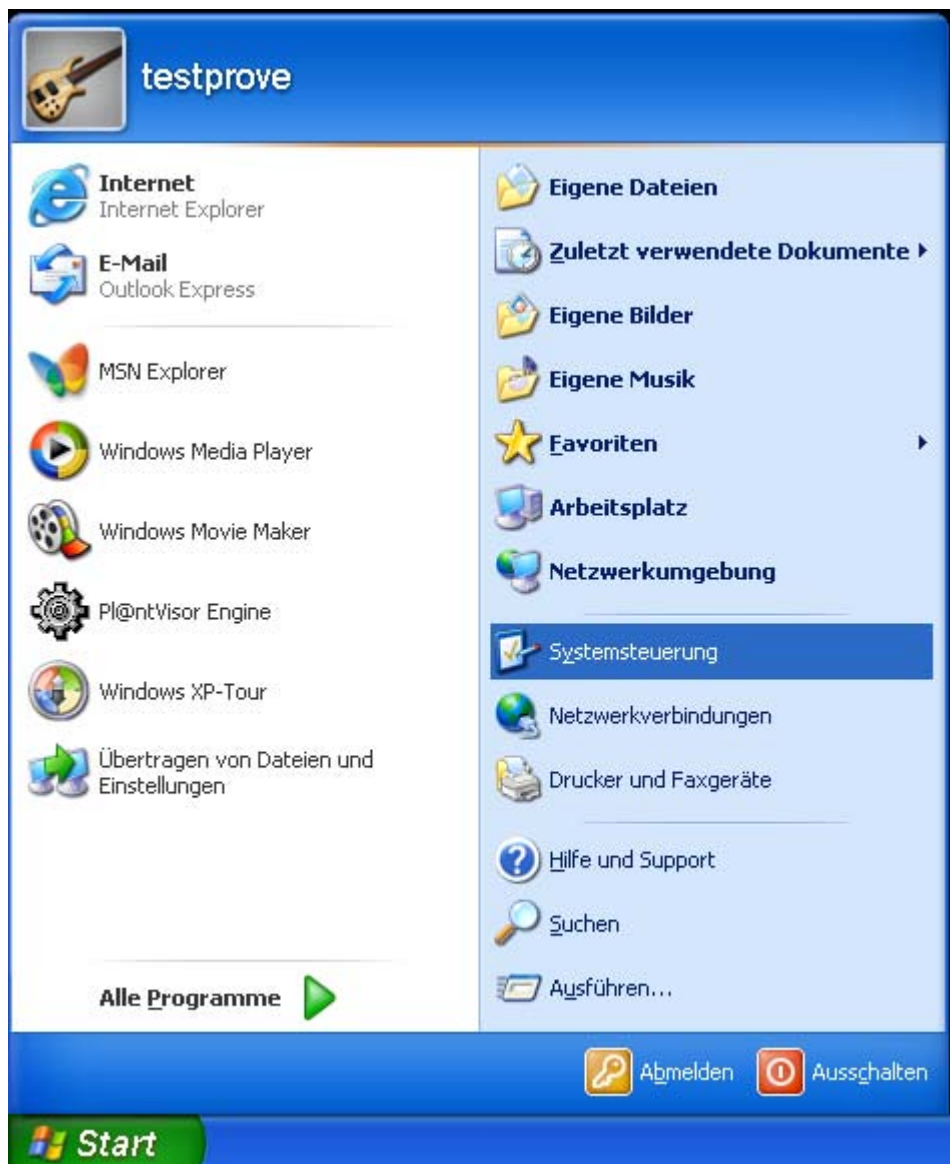 testprove
Internet
Internet Explorer
E-Mail
Outlook Express
MSN Explorer
Windows Media Player
Windows Movie Maker
Pl@ntVisor Engine
Windows XP-Tour
Übertragen von Dateien und
Einstellungen
Alle Programme
Eigene Dateien
Zuletzt verwendete Dokumente
Eigene Bilder
Eigene Musik
Favoriten
Arbeitsplatz
Netzwerkumgebung
Systemsteuerung
Netzwerkverbindungen
Drucker und Faxgeräte
Hilfe und Support
Suchen
Ausführen...
Abmelden
Ausschalten
Start